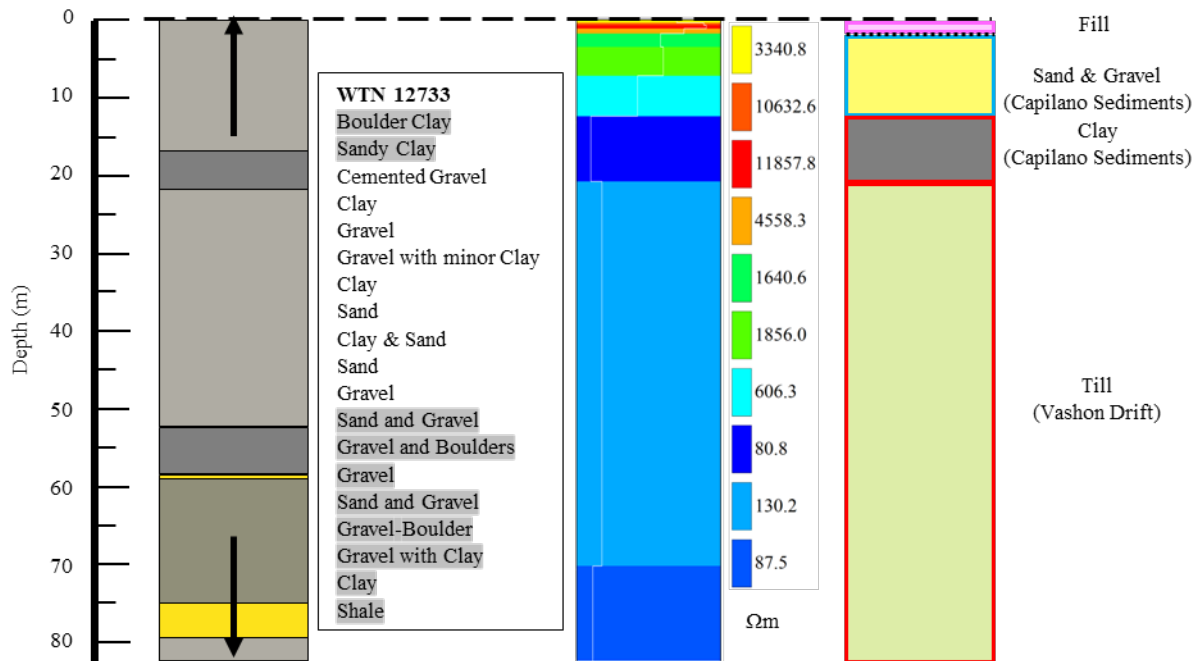 0
10
20
30
40
50
60
70
80
Depth (m)
WTN 12733
Boulder Clay
Sandy Clay
Cemented Gravel
Clay
Gravel
Gravel with minor Clay
Clay
Sand
Clay & Sand
Sand
Gravel
Sand and Gravel
Gravel and Boulders
Gravel
Sand and Gravel
Gravel-Boulder
Gravel with Clay
Clay
Shale
3340.8
10632.6
11857.8
4558.3
1640.6
1856.0
606.3
80.8
130.2
87.5
Ωm
Fill
Sand & Gravel
(Capilano Sediments)
Clay
(Capilano Sediments)
Till
(Vashon Drift)